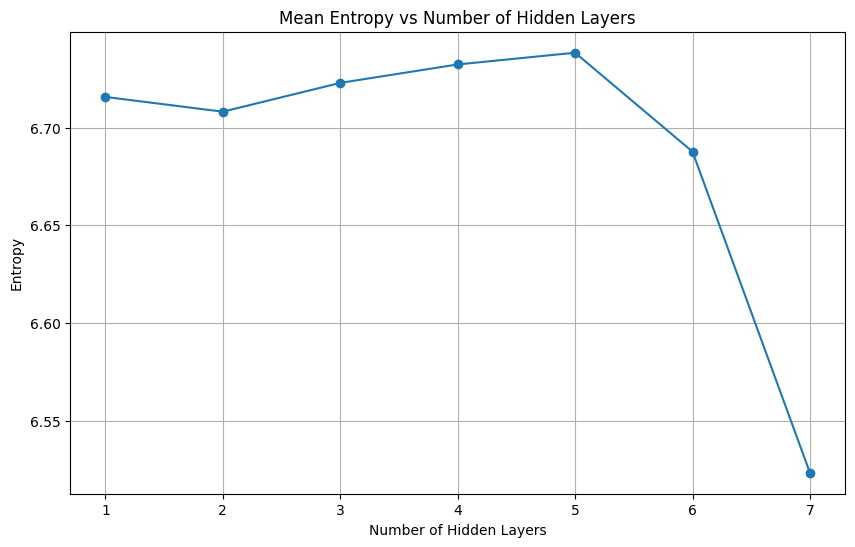 Mean Entropy vs Number of Hidden Layers
Entropy
6.70
6.65
6.60
6.55
1 2 3 4 5 6 7
Number of Hidden Layers